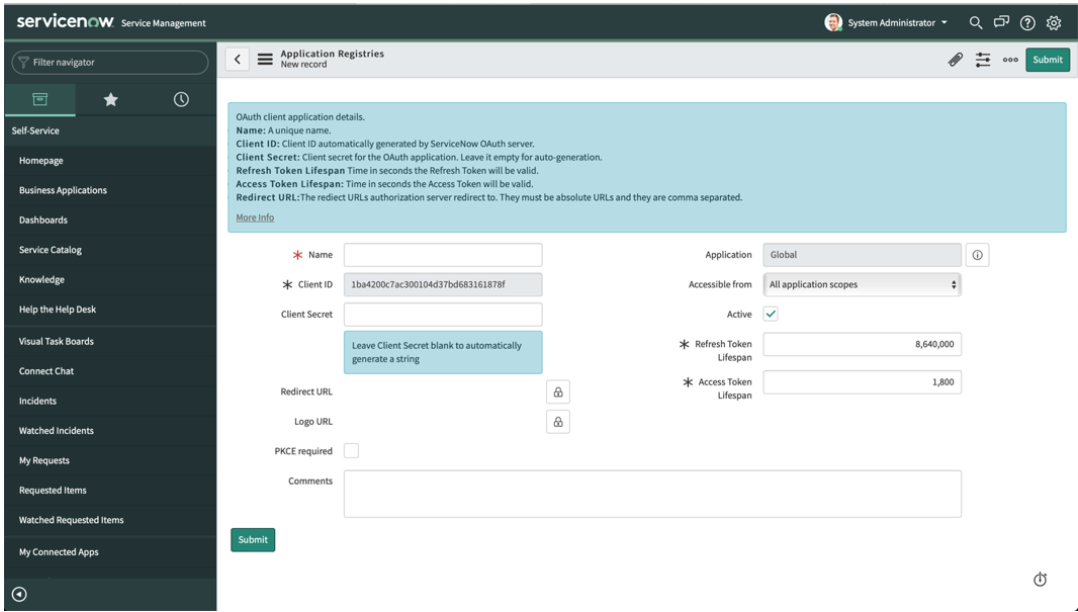 servicenow Service Management
System Administrator
Filter navigator
Application Registries
New record
Submit
Self-Service
Homepage
Business Applications
Dashboards
Service Catalog
Knowledge
Help the Help Desk
Visual Task Boards
Connect Chat
Incidents
Watched Incidents
My Requests
Requested Items
Watched Requested Items
My Connected Apps
OAuth client application details.
Name: A unique name.
Client ID: Client ID automatically generated by ServiceNow OAuth server.
Client Secret: Client secret for the OAuth application. Leave it empty for auto-generation.
Refresh Token Lifespan Time in seconds the Refresh Token will be valid.
Access Token Lifespan: Time in seconds the Access Token will be valid.
Redirect URL:The rediect URLs authorization server redirect to. They must be absolute URLs and they are comma separated.
More Info
Name
Client ID 1ba4200c7ac300104d37bd683161878f
Client Secret
Leave Client Secret blank to automatically
generate a string
Redirect URL
Logo URL
PKCE required
Comments
Application Global
Accessible from All application scopes
Active
Refresh Token 8,640,000
Lifespan
Access Token 1,800
Lifespan
Submit